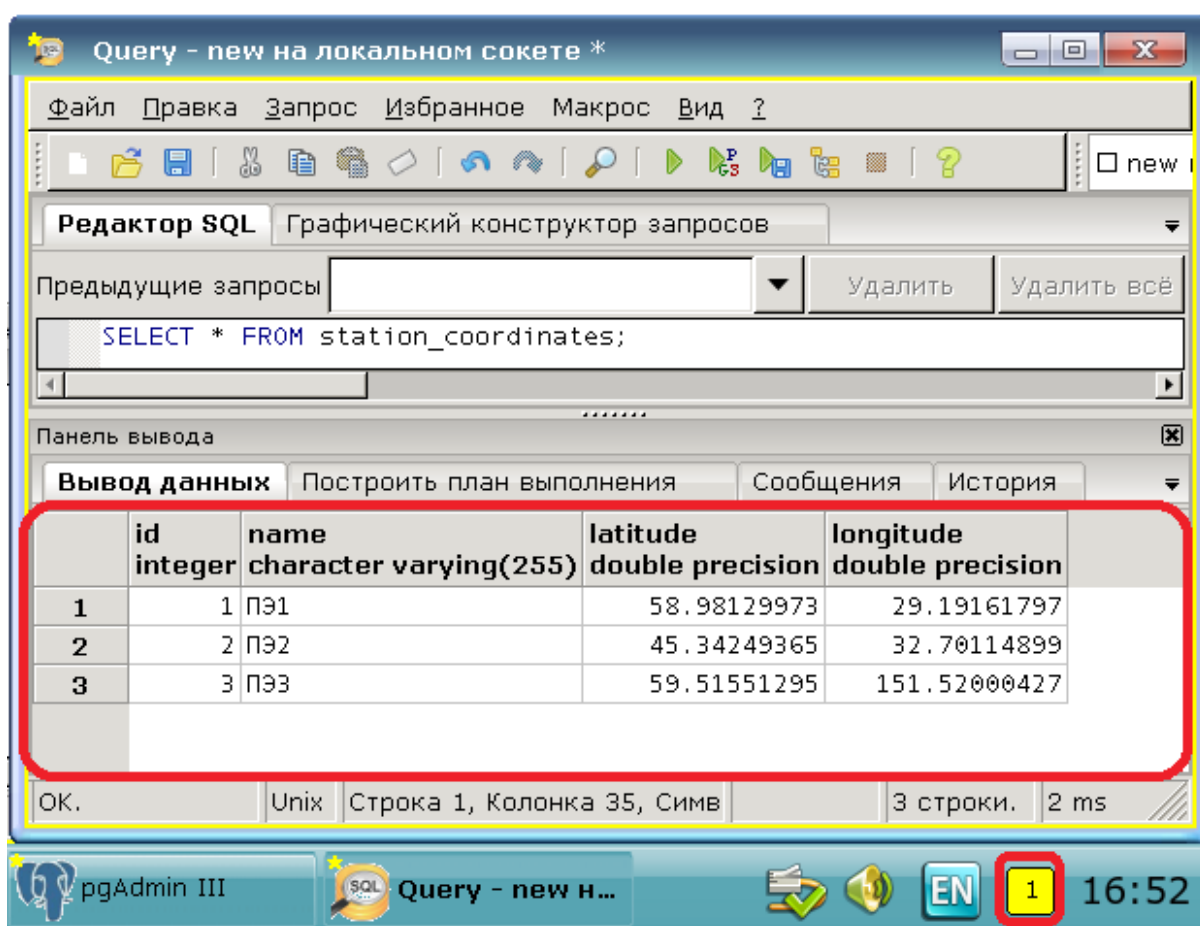 Query - new на локальном сокете *
Файл Правка Запрос Избранное Макрос Вид ?
new
Редактор SQL Графический конструктор запросов
Предыдущие запросы Удалить Удалить всё
SELECT * FROM station_coordinates;
Панель вывода
Вывод данных Построить план выполнения Сообщения История
id name latitude longitude
integer character varying(255) double precision double precision
1 1 ПЭ1 58.98129973 29.19161797
2 2 ПЭ2 45.34249365 32.70114899
3 3 ПЭ3 59.51551295 151.52000427
OK. Unix Строка 1, Колонка 35, Симв 3 строки. 2 ms
pgAdmin III SQL Query - new н... EN 1 16:52